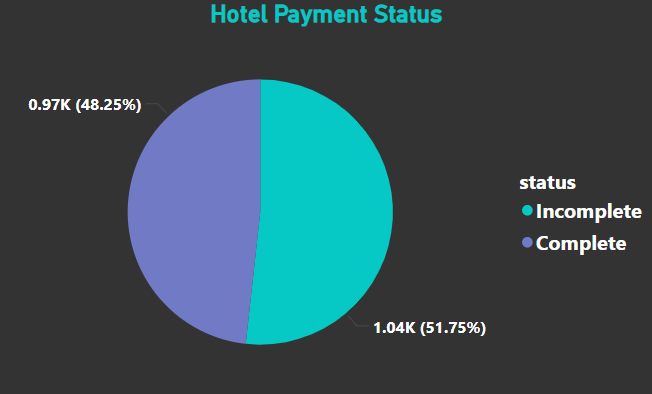 Hotel Payment Status
0.97K (48.25%)
status
Incomplete
Complete
1.04K (51.75%)